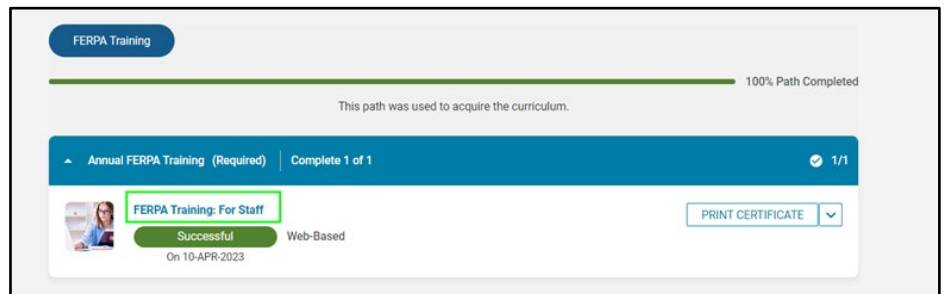 FERPA Training
100% Path Completed
This path was used to acquire the curriculum.
Annual FERPA Training (Required) Complete 1 of 1 1/1
FERPA Training: For Staff
PRINT CERTIFICATE
Successful Web-Based
On 10-APR-2023